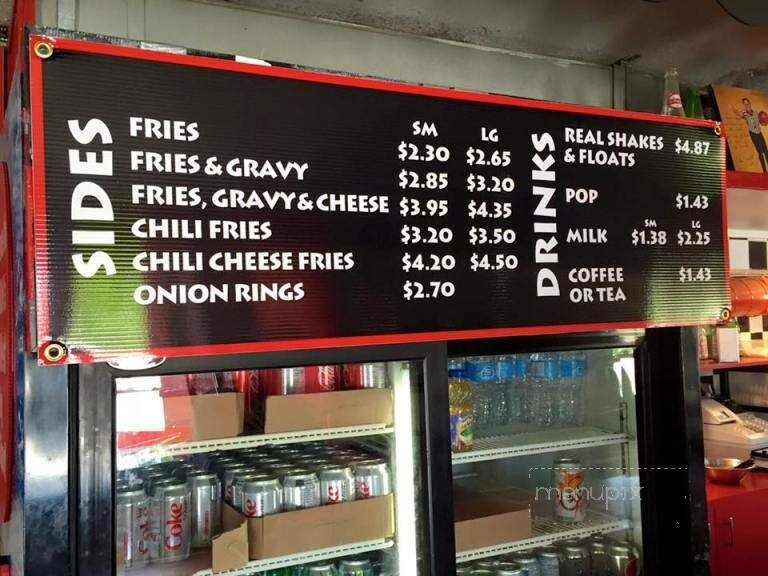 SIDES
SM LG
FRIES $2.30 $2.65
FRIES & GRAVY $2.85 $3.20
FRIES, GRAVY & CHEESE $3.95 $4.35
CHILI FRIES $3.20 $3.50
CHILI CHEESE FRIES $4.20 $4.50
ONION RINGS $2.70
DRINKS
REAL SHAKES $4.87
& FLOATS
POP $1.43
SM LG
MILK $1.38 $2.25
COFFEE $1.43
OR TEA
Coke
menupix